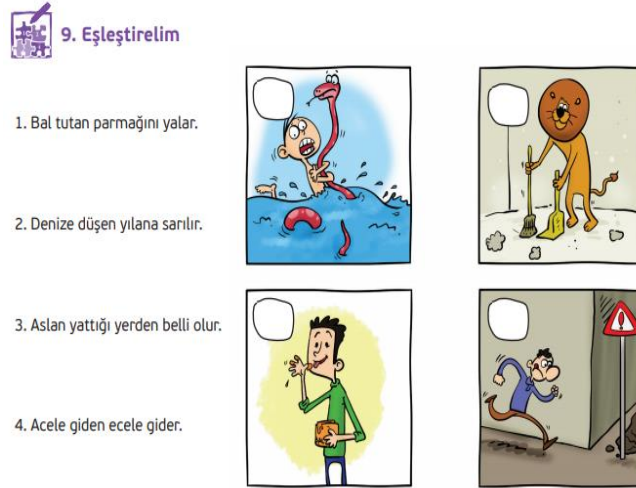 9. Eşleştirelim
1. Bal tutan parmağını yalar.
2. Denize düşen yılana sarılır.
3. Aslan yattığı yerden belli olur.
4. Acele giden ecele gider.